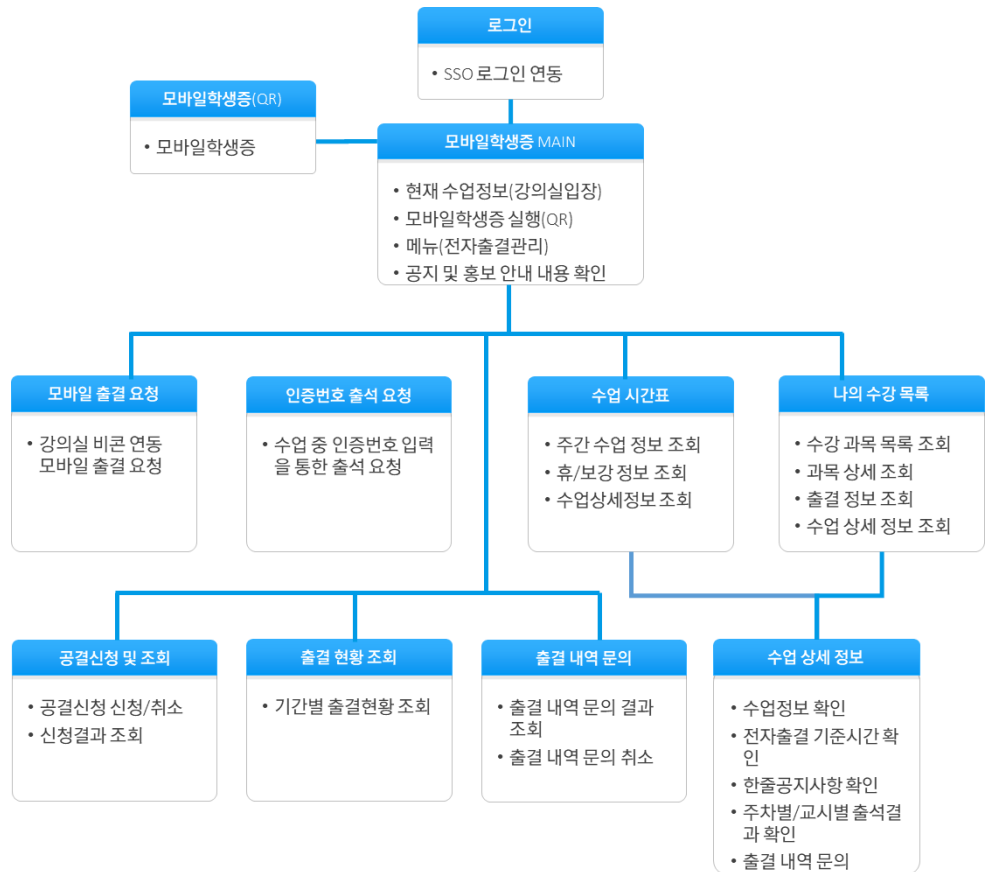 로그인
• SSO 로그인 연동
모바일학생증(QR)
• 모바일학생증
모바일학생증 MAIN
• 현재 수업정보(강의실입장)
• 모바일학생증 실행(QR)
• 메뉴(전자출결관리)
• 공지 및 홍보 안내 내용 확인
모바일 출결 요청
• 강의실 비콘 연동
모바일 출결 요청
인증번호 출석 요청
• 수업 중 인증번호 입력
을 통한 출석 요청
수업 시간표
• 주간 수업 정보 조회
• 휴/보강 정보 조회
• 수업상세정보 조회
나의 수강 목록
• 수강 과목 목록 조회
• 과목 상세 조회
• 출결 정보 조회
• 수업 상세 정보 조회
공결신청 및 조회
• 공결신청 신청/취소
• 신청결과 조회
출결 현황 조회
• 기간별 출결현황 조회
출결 내역 문의
• 출결 내역 문의 결과
조회
• 출결 내역 문의 취소
수업 상세 정보
• 수업정보 확인
• 전자출결 기준시간 확
인
• 한줄공지사항 확인
• 주차별/교시별 출석결
과 확인
• 출결 내역 문의